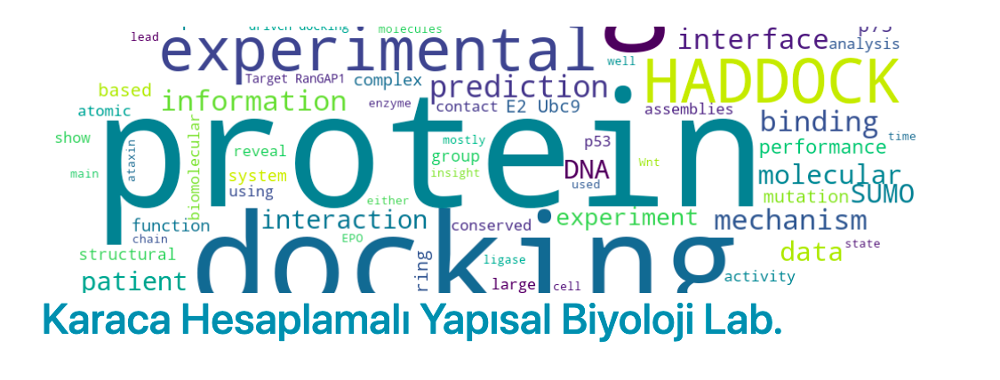 driven docking
molecules
p73
lead
experimental
interface
analysis
well
Target RanGAP1
complex
prediction
HADDOCK
based
information
enzyme
contact
E2 Ubc9
assemblies
atomic
binding
show
biomolecular
protein
mostly
p53
time
reveal
group
performance
main
ataxin
system
insight
DNA
Wnt
molecular
using
used
mutation
SUMO
either
function
interaction
conserved
experiment
mechanism
chain
EPO
state
structural
docking
ring
ligase
data
patient
large
cell
activity
Karaca Hesaplamalı Yapısal Biyoloji Lab.